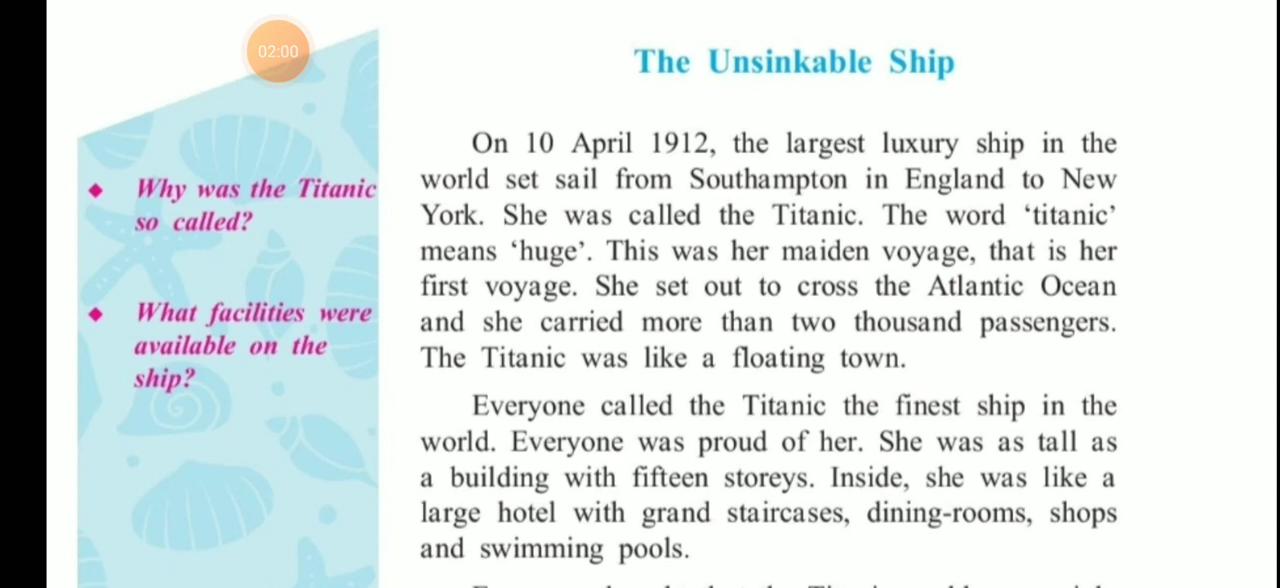 02:00
The Unsinkable Ship
Why was the Titanic
so called?
What facilities were
available on the
ship?
On 10 April 1912, the largest luxury ship in the
world set sail from Southampton in England to New
York. She was called the Titanic. The word ‘titanic’
means ‘huge’. This was her maiden voyage, that is her
first voyage. She set out to cross the Atlantic Ocean
and she carried more than two thousand passengers.
The Titanic was like a floating town.
Everyone called the Titanic the finest ship in the
world. Everyone was proud of her. She was as tall as
a building with fifteen storeys. Inside, she was like a
large hotel with grand staircases, dining-rooms, shops
and swimming pools.